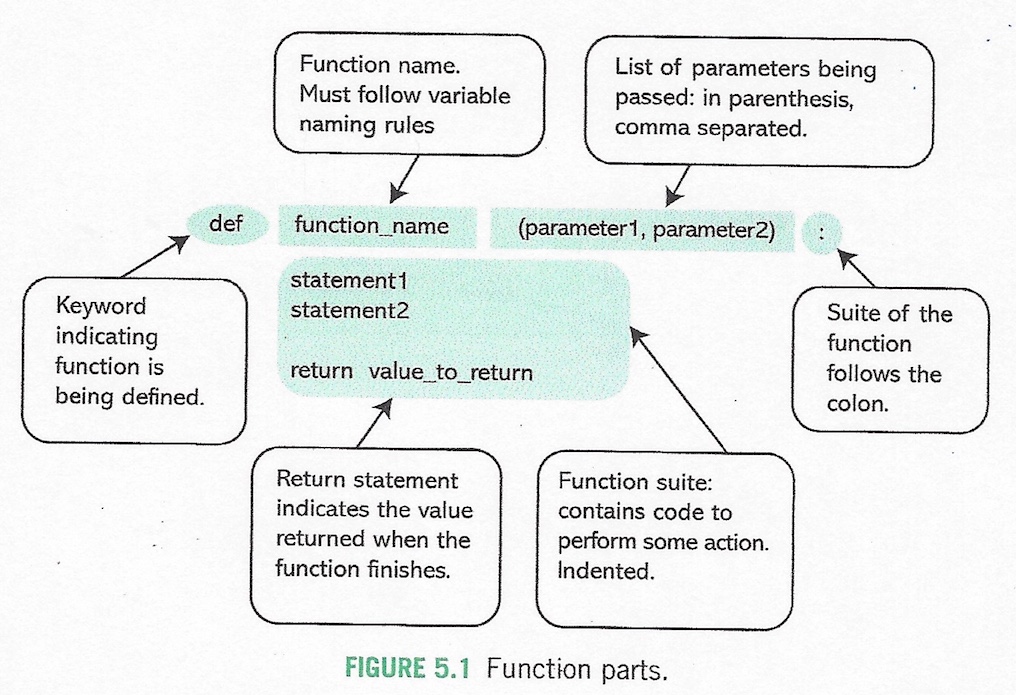 Function name.
Must follow variable
naming rules
List of parameters being
passed: in parenthesis,
comma separated.
def function_name (parameter1, parameter2) :
statement1
statement2
return value_to_return
Keyword
indicating
function is
being defined.
Suite of the
function
follows the
colon.
Return statement
indicates the value
returned when the
function finishes.
Function suite:
contains code to
perform some action.
Indented.
FIGURE 5.1 Function parts.